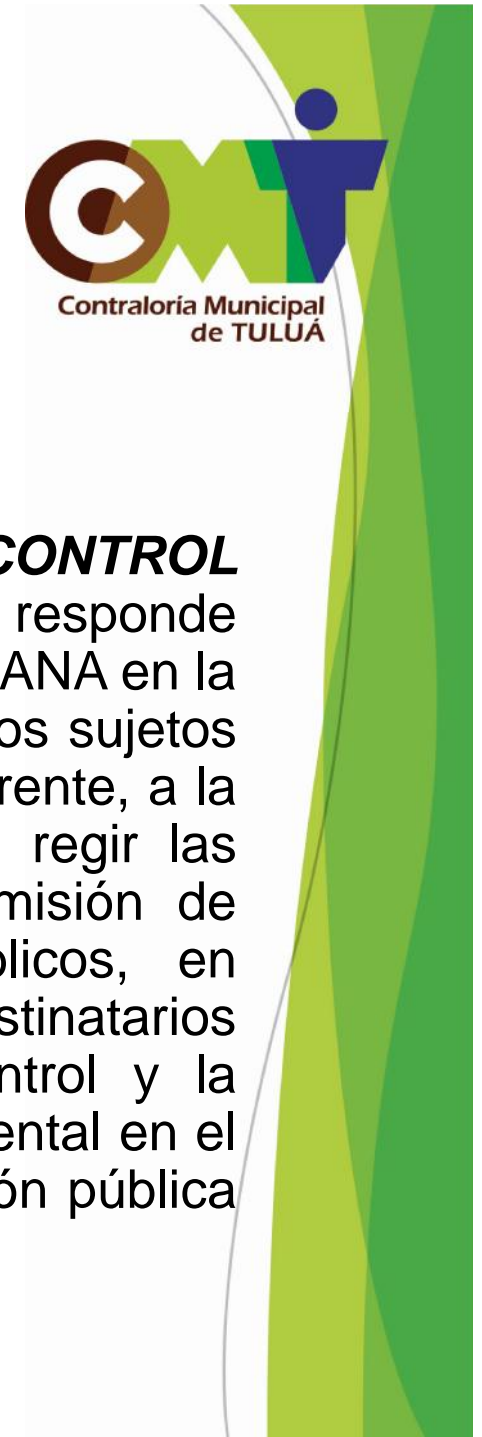 CMT
Contraloría Municipal
de TULUÁ
CONTROL
responde
ANA en la
os sujetos
rente, a la
regir las
misión de
licos, en
stinatarios
ntrol y la
ental en el
ón pública